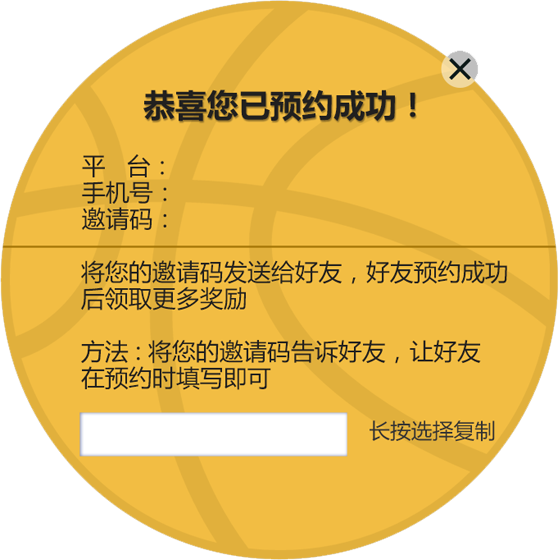 恭喜您已预约成功！
平 台：
手机号：
邀请码：
将您的邀请码发送给好友，好友预约成功
后领取更多奖励
方法：将您的邀请码告诉好友，让好友
在预约时填写即可
长按选择复制